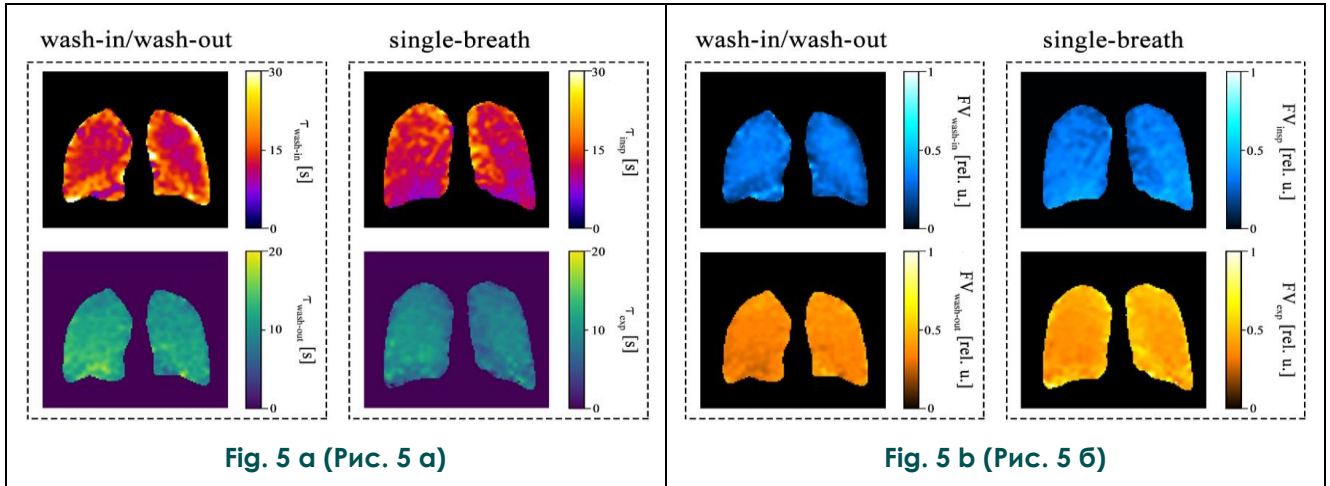 wash-in/wash-out
single-breath
30
15
0
τwash-in [s]
30
15
0
τinsp [s]
20
10
0
τwash-out [s]
20
10
0
τexp [s]
Fig. 5 a (Рис. 5 а)
wash-in/wash-out
single-breath
1
0.5
0
FVwash-in [rel. u.]
1
0.5
0
FVinsp [rel. u.]
1
0.5
0
FVwash-out [rel. u.]
1
0.5
0
FVexp [rel. u.]
Fig. 5 b (Рис. 5 б)